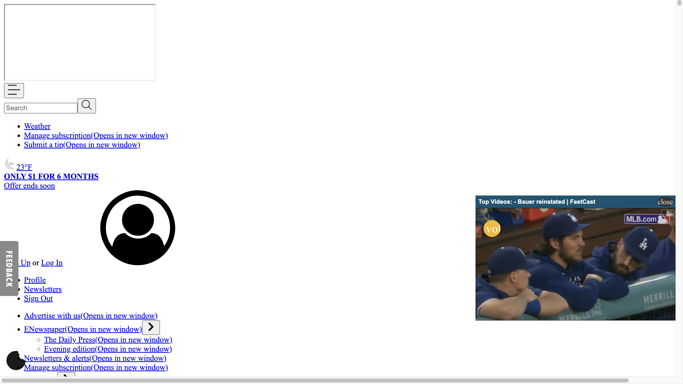 Search
Weather
Manage subscription(Opens in new window)
Submit a tip(Opens in new window)
23°F
ONLY $1 FOR 6 MONTHS
Offer ends soon
Up or Log In
FEEDBACK
Profile
Newsletters
Sign Out
Advertise with us(Opens in new window)
ENewspaper(Opens in new window)
The Daily Press(Opens in new window)
Evening edition(Opens in new window)
Newsletters & alerts(Opens in new window)
Manage subscription(Opens in new window)
Top Videos: - Bauer reinstated | FastCast
close
MLB.com
vo
MERRILL
MERRILL